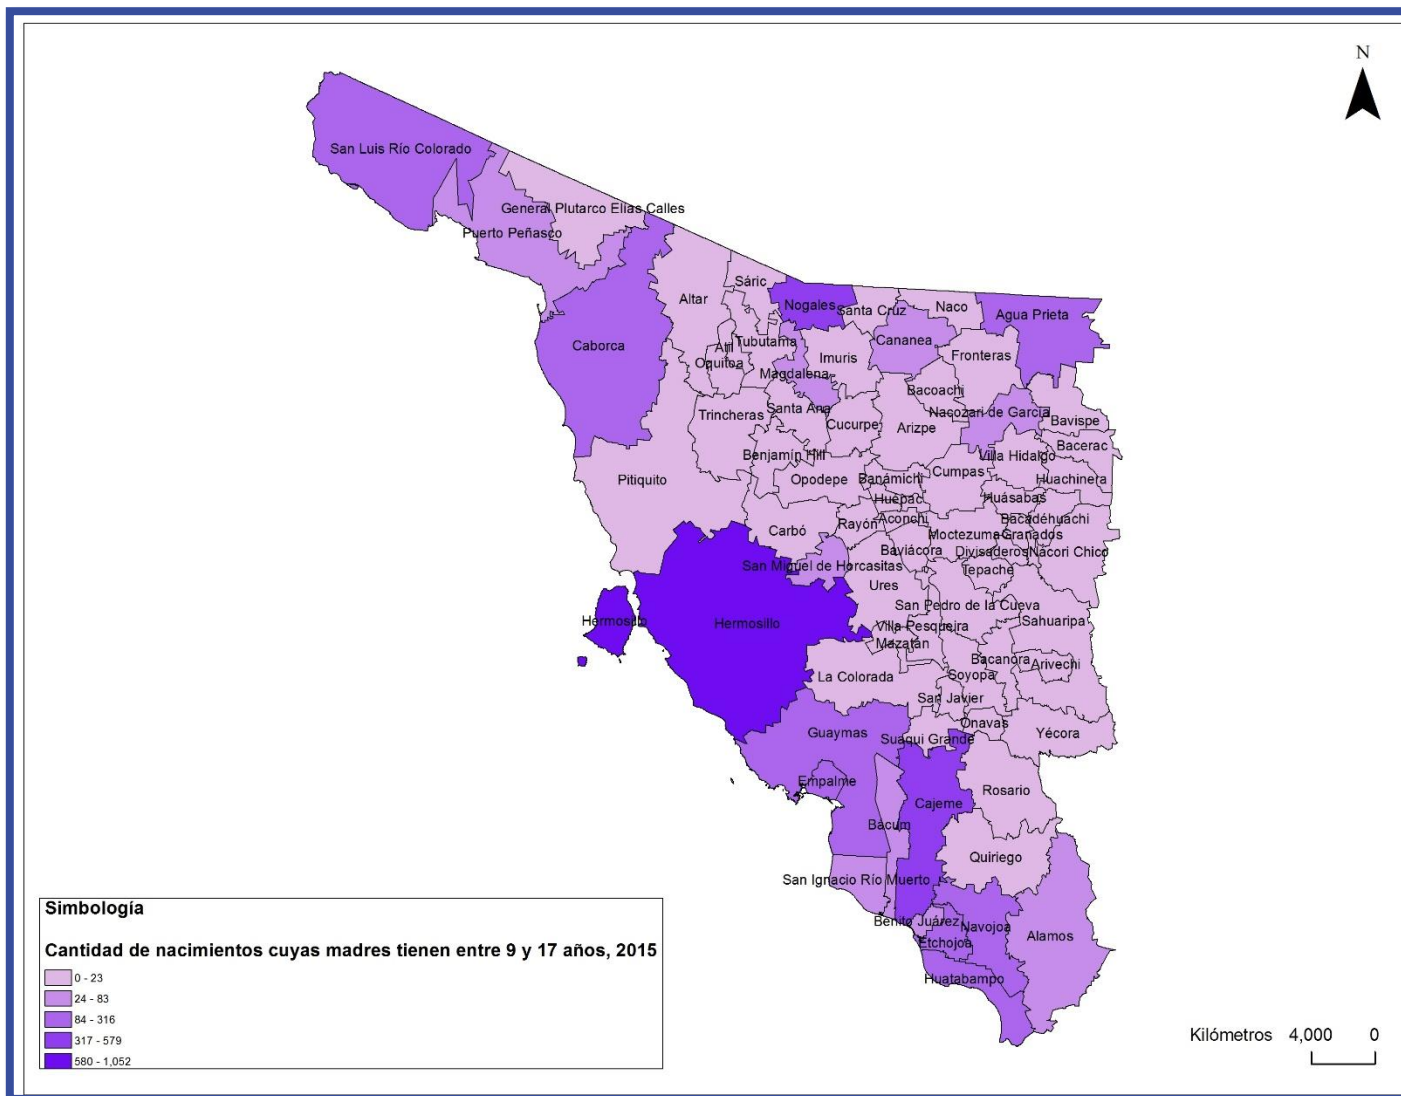 N
San Luis Río Colorado
General Plutarco Elías Calles
Puerto Peñasco
Sáric
Altar
Nogales
Santa Cruz
Naco
Agua Prieta
Caborca
Tubutama
Atil
Oquitoa
Cananea
Imuris
Fronteras
Magdalena
Bacoachi
Santa Ana
Trincheras
Nacozari de García
Bavispe
Cucurpe
Arizpe
Bacerac
Benjamín Hill
Villa Hidalgo
Cumpas
Pitiquito
Opodepe
Banámichi
Huachinera
Huépac
Huásabas
Carbó
Rayón
Aconchi
Bacadéhuachi
Moctezuma
Granados
Baviácora
Divisaderos
Nácori Chico
San Miguel de Horcasitas
Tepache
Ures
San Pedro de la Cueva
Hermosillo
Hermosillo
Villa Pesqueira
Sahuaripa
Mazatán
Bacanora
Arivechi
La Colorada
Soyopa
San Javier
Onavas
Guaymas
Suaqui Grande
Yécora
Empalme
Rosario
Cajeme
Bácum
Quiriego
San Ignacio Río Muerto
Benito Juárez
Navojoa
Etchojoa
Alamos
Huatabampo
Simbología
Cantidad de nacimientos cuyas madres tienen entre 9 y 17 años, 2015
0 - 23
24 - 83
84 - 316
317 - 579
580 - 1,052
Kilómetros 4,000 0